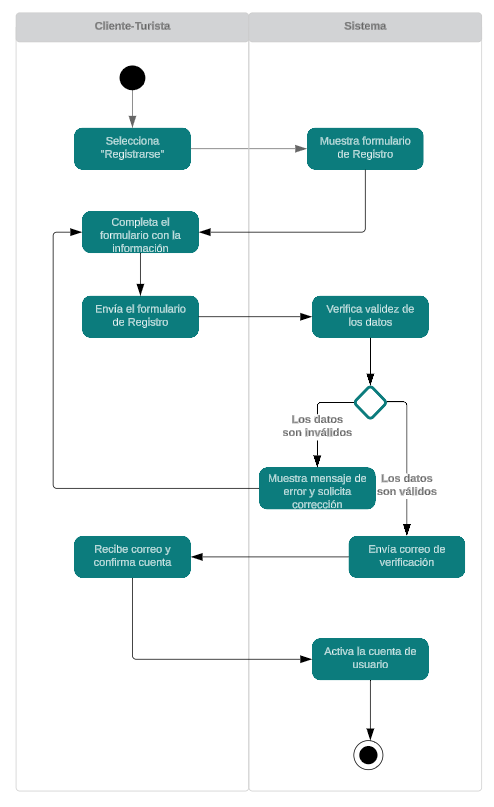 Cliente-Turista
Sistema
Selecciona
"Registrarse"
Muestra formulario
de Registro
Completa el
formulario con la
información
Envía el formulario
de Registro
Verifica validez de
los datos
Los datos
son inválidos
Muestra mensaje de
error y solicita
corrección
Los datos
son válidos
Recibe correo y
confirma cuenta
Envía correo de
verificación
Activa la cuenta de
usuario